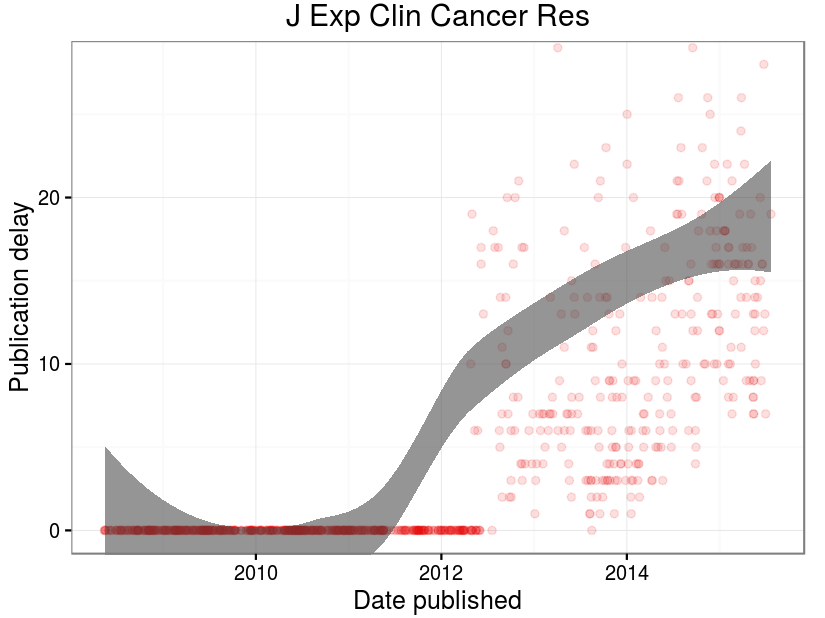 J Exp Clin Cancer Res
Publication delay
20
10
0
2010 2012 2014
Date published